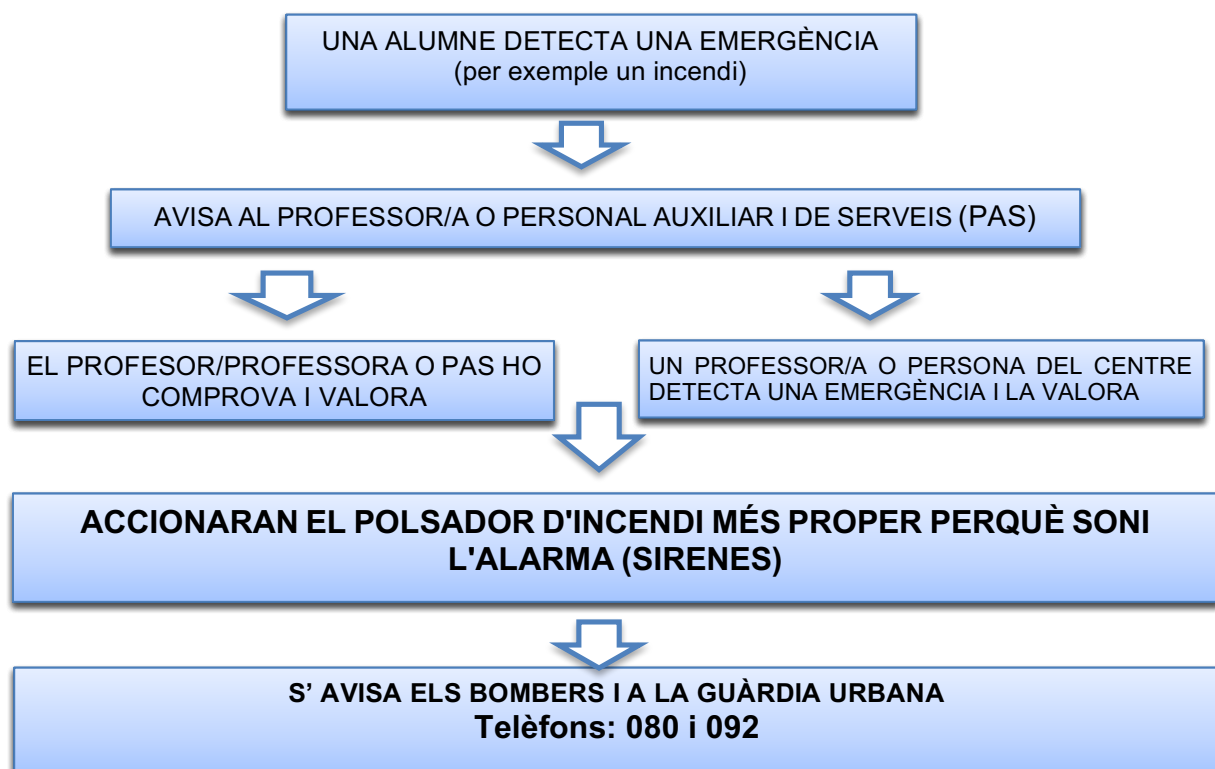 UNA ALUMNE DETECTA UNA EMERGÈNCIA
(per exemple un incendi)
AVISA AL PROFESSOR/A O PERSONAL AUXILIAR I DE SERVEIS (PAS)
EL PROFESOR/PROFESSORA O PAS HO
COMPROVA I VALORA
UN PROFESSOR/A O PERSONA DEL CENTRE
DETECTA UNA EMERGÈNCIA I LA VALORA
ACCIONARAN EL POLSADOR D'INCENDI MÉS PROPER PERQUÈ SONI
L'ALARMA (SIRENES)
S' AVISA ELS BOMBERS I A LA GUÀRDIA URBANA
Telèfons: 080 i 092